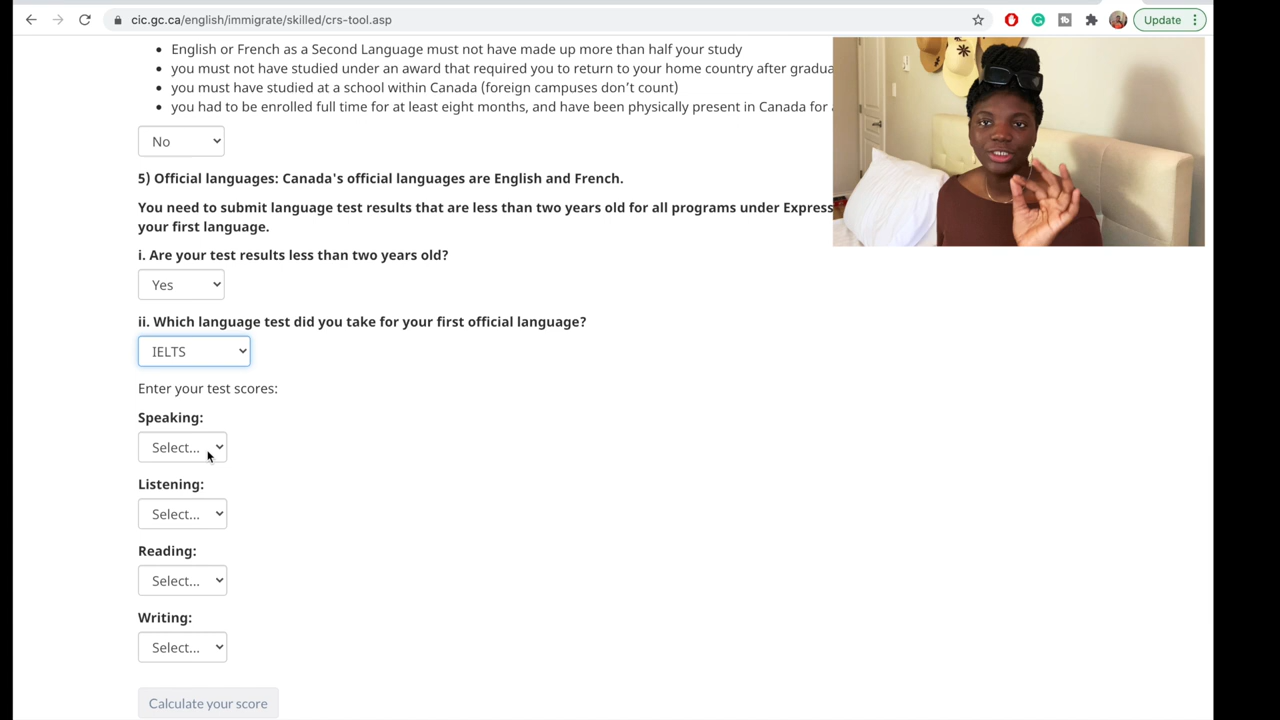 cic.gc.ca/english/immigrate/skilled/crs-tool.asp
Update
English or French as a Second Language must not have made up more than half your study
you must not have studied under an award that required you to return to your home country after gradua
you must have studied at a school within Canada (foreign campuses don’t count)
you had to be enrolled full time for at least eight months, and have been physically present in Canada for
No
5) Official languages: Canada's official languages are English and French.
You need to submit language test results that are less than two years old for all programs under Express
your first language.
i. Are your test results less than two years old?
Yes
ii. Which language test did you take for your first official language?
IELTS
Enter your test scores:
Speaking:
Select...
Listening:
Select...
Reading:
Select...
Writing:
Select...
Calculate your score